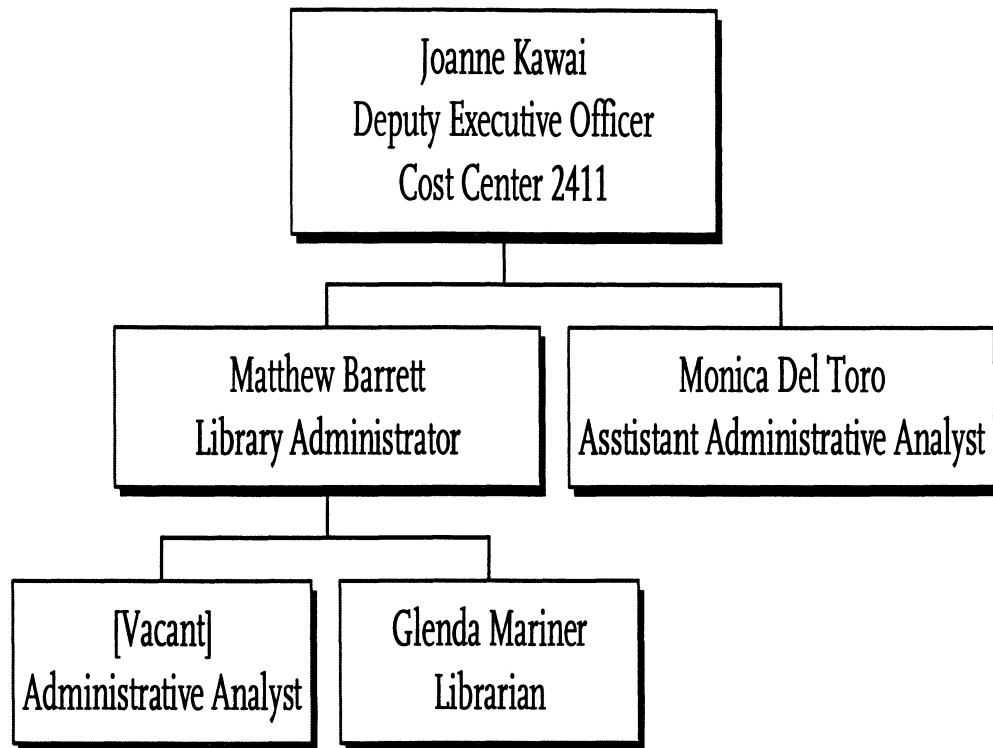 Joanne Kawai
Deputy Executive Officer
Cost Center 2411
Matthew Barrett
Library Administrator
Monica Del Toro
Asstistant Administrative Analyst
[Vacant]
Administrative Analyst
Glenda Mariner
Librarian